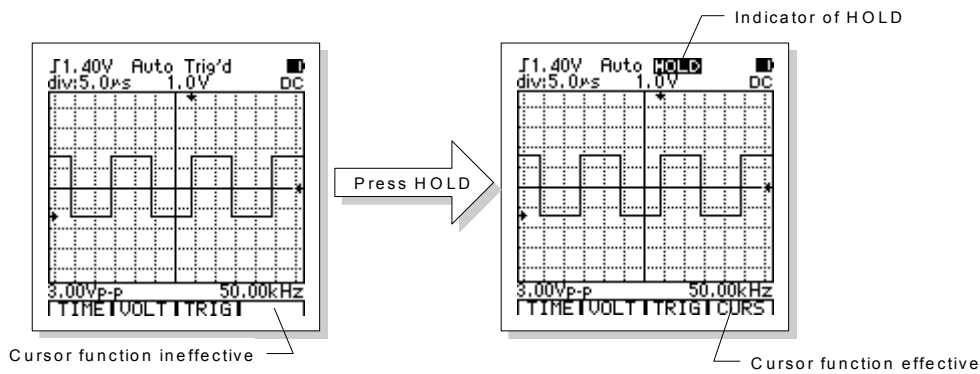 Indicator of HOLD
∫1.40V Auto Trig'd
div:5.0µs 1.0V DC
3.00Vp-p 50.00kHz
TIME VOLT TRIG
Cursor function ineffective
Press HOLD
∫1.40V Auto HOLD
div:5.0µs 1.0V DC
3.00Vp-p 50.00kHz
TIME VOLT TRIG CURS
Cursor function effective